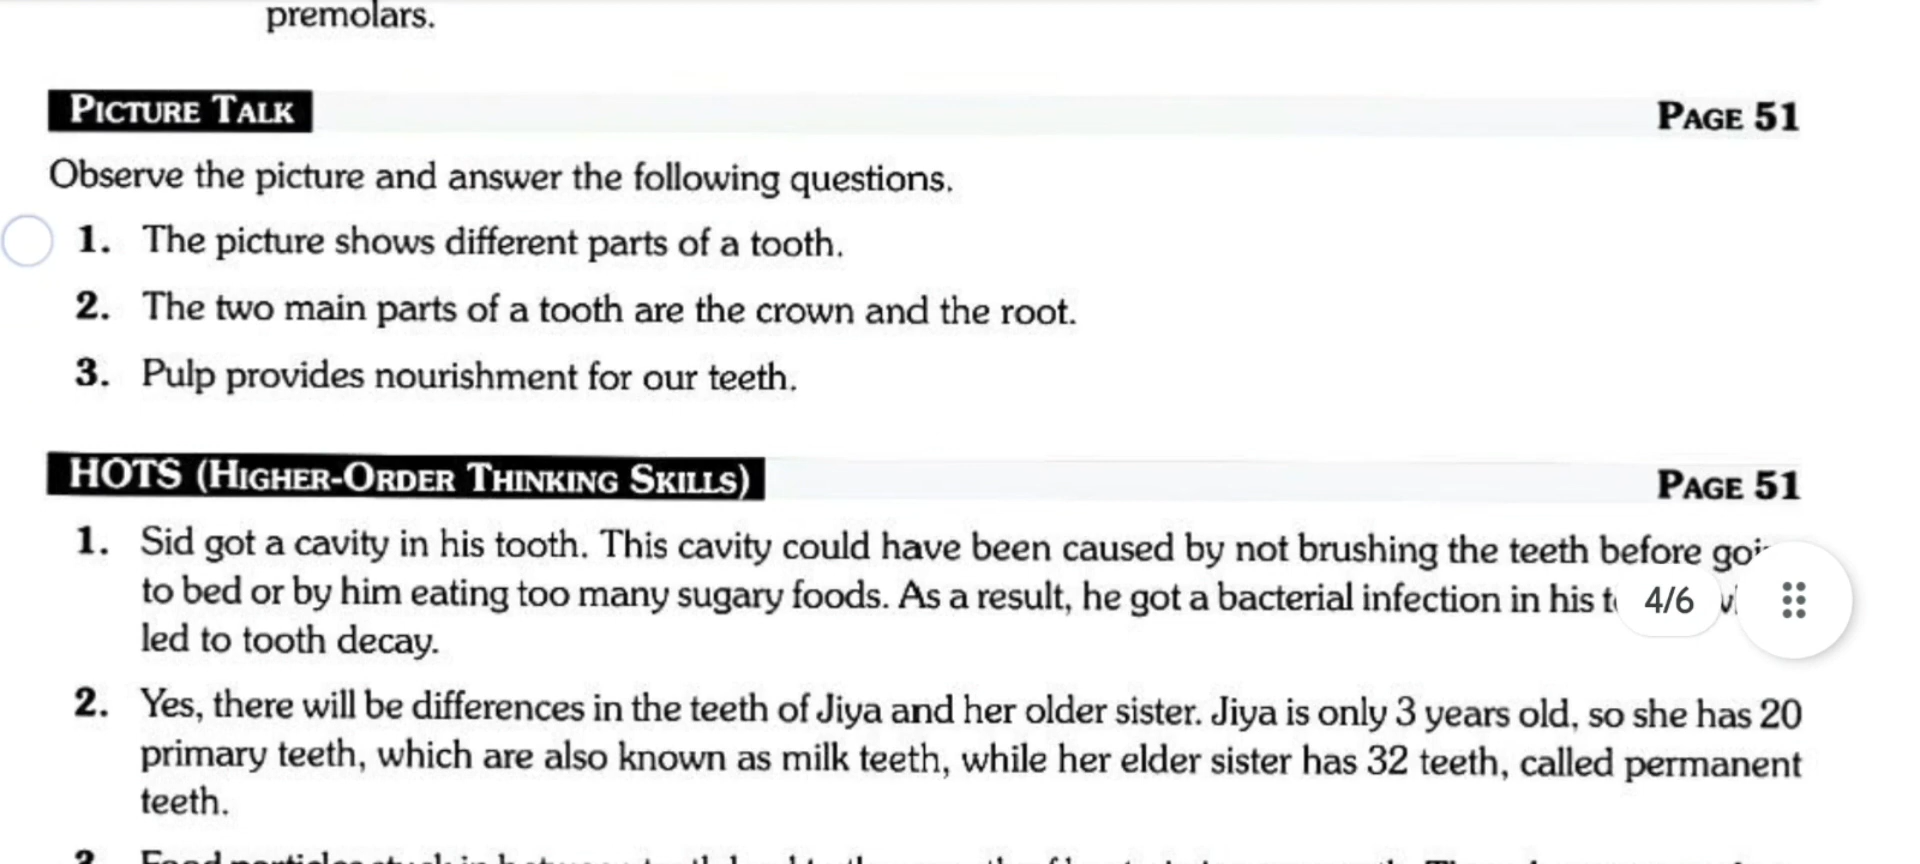 premolars.
PICTURE TALK PAGE 51
Observe the picture and answer the following questions.
1. The picture shows different parts of a tooth.
2. The two main parts of a tooth are the crown and the root.
3. Pulp provides nourishment for our teeth.
HOTS (HIGHER-ORDER THINKING SKILLS) PAGE 51
1. Sid got a cavity in his tooth. This cavity could have been caused by not brushing the teeth before
to bed or by him eating too many sugary foods. As a result, he got a bacterial infection in his 4/6
led to tooth decay.
2. Yes, there will be differences in the teeth of Jiya and her older sister. Jiya is only 3 years old, so she has 20
primary teeth, which are also known as milk teeth, while her elder sister has 32 teeth, called permanent
teeth.